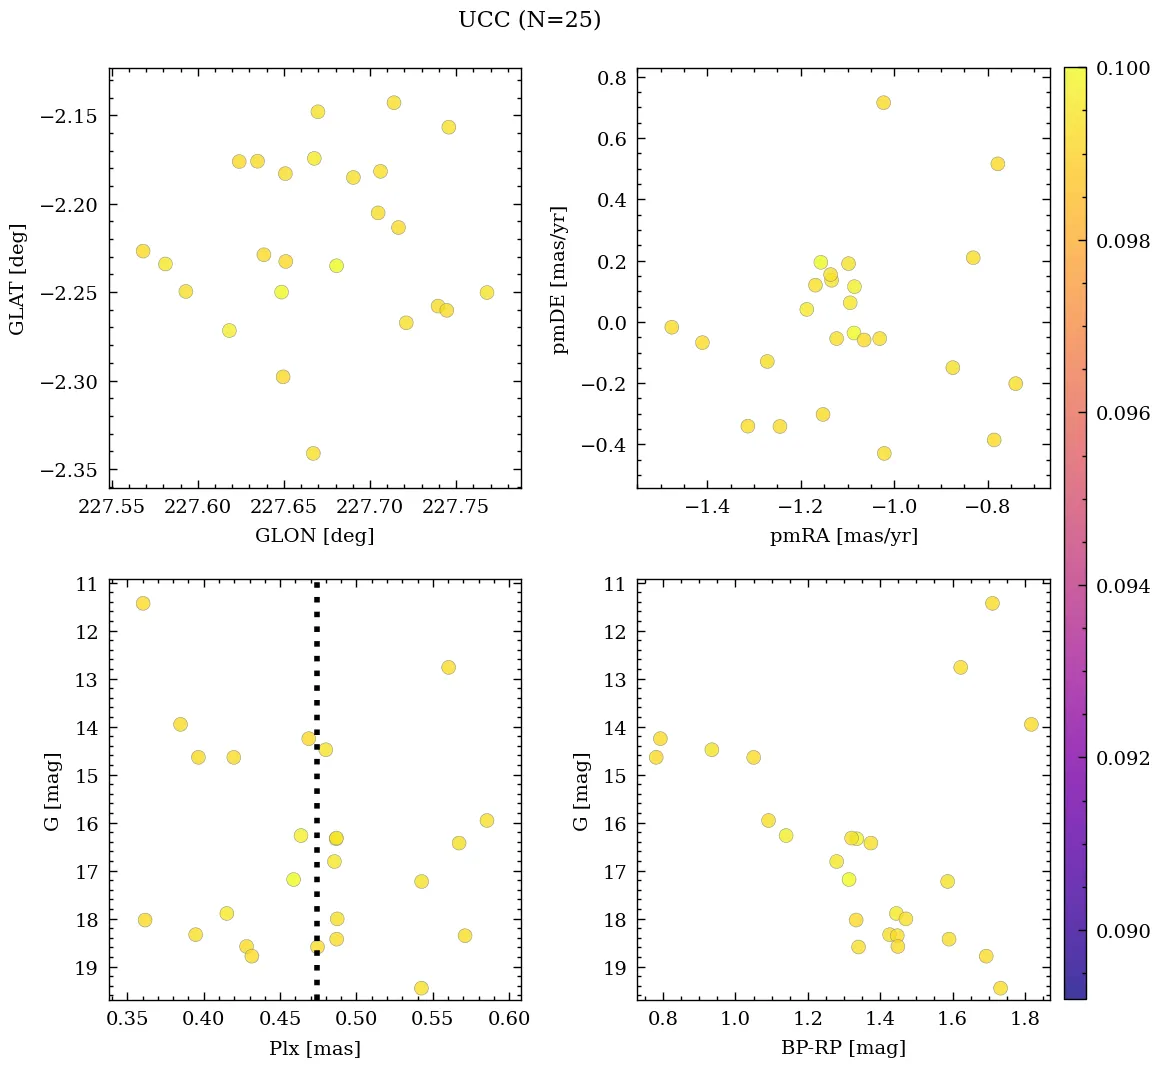 UCC (N=25)
−2.15
−2.20
−2.25
−2.30
−2.35
GLAT [deg]
227.55 227.60 227.65 227.70 227.75
GLON [deg]
0.8
0.6
0.4
0.2
0.0
−0.2
−0.4
pmDE [mas/yr]
−1.4 −1.2 −1.0 −0.8
pmRA [mas/yr]
0.100
0.098
0.096
0.094
0.092
0.090
11
12
13
14
15
16
17
18
19
G [mag]
0.35 0.40 0.45 0.50 0.55 0.60
Plx [mas]
11
12
13
14
15
16
17
18
19
G [mag]
0.8 1.0 1.2 1.4 1.6 1.8
BP-RP [mag]